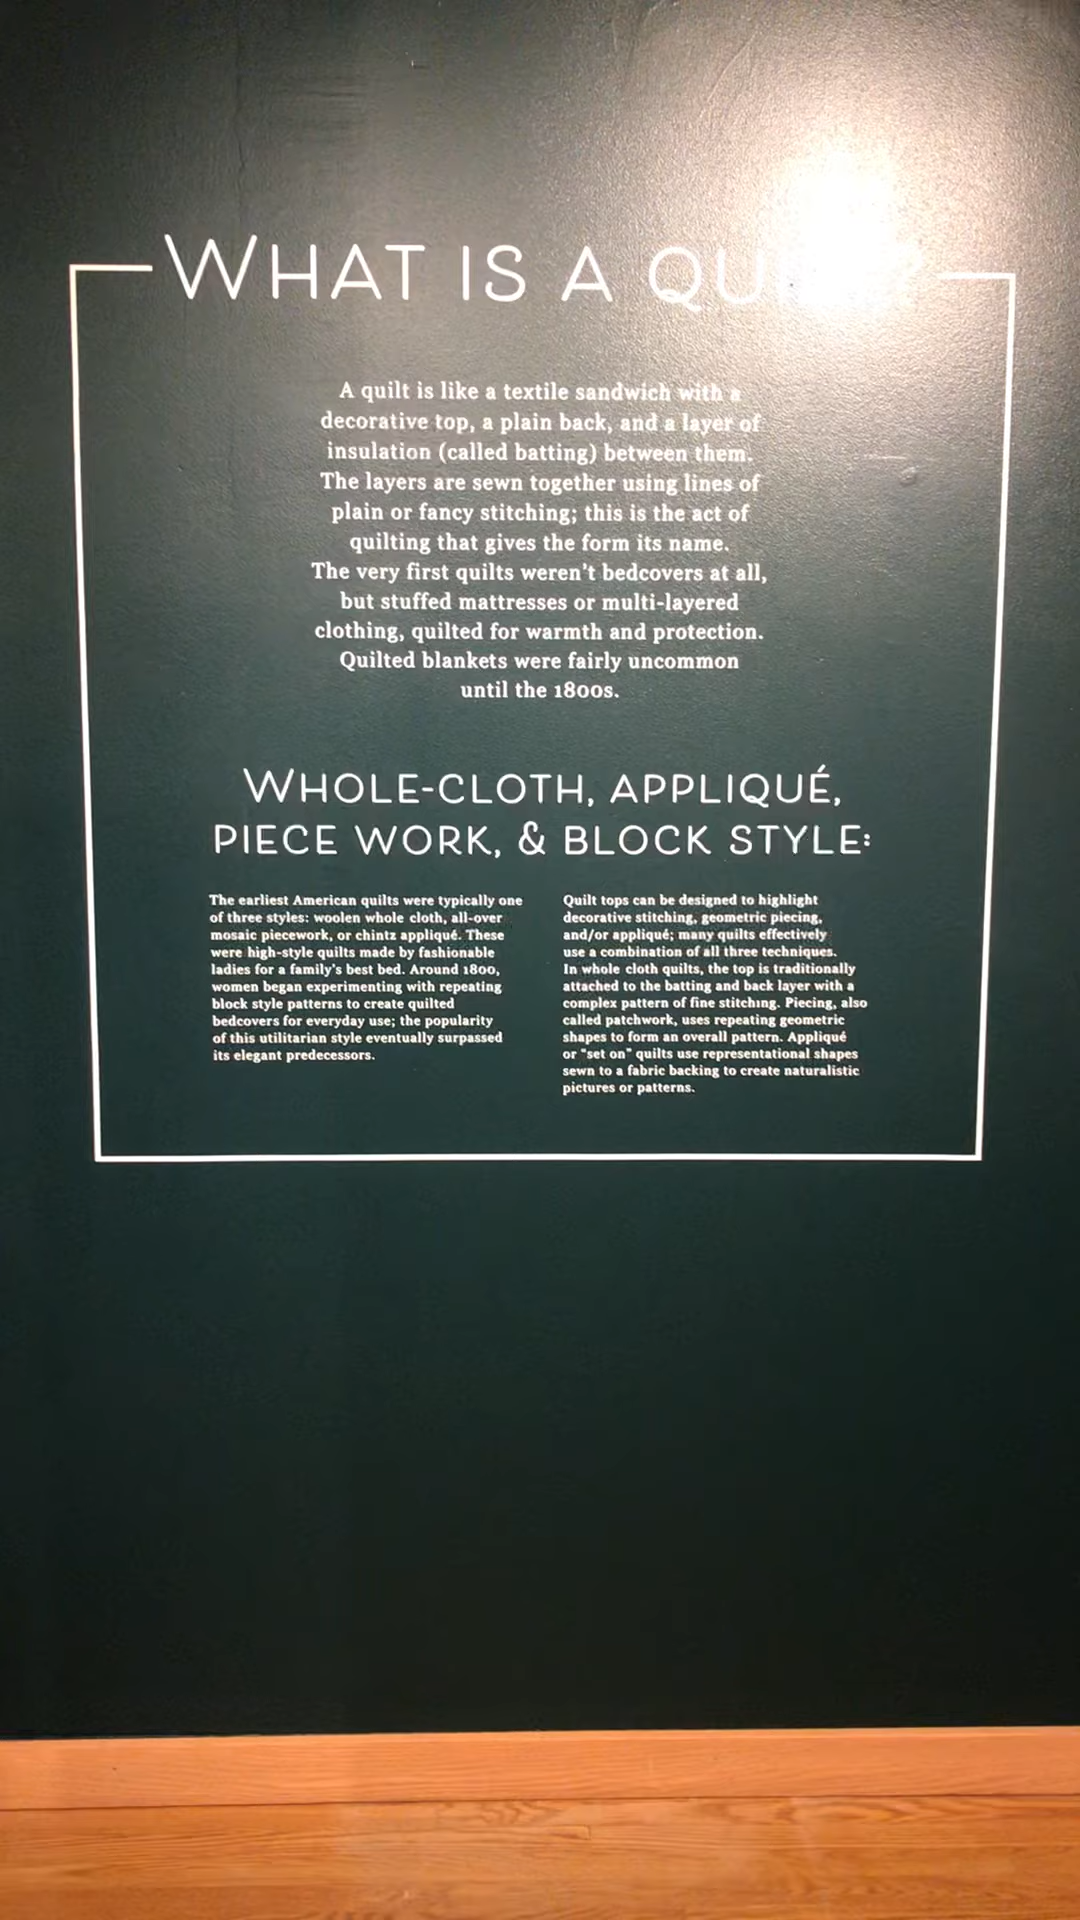 WHAT IS A QUILT?
A quilt is like a textile sandwich with a
decorative top, a plain back, and a layer of
insulation (called batting) between them.
The layers are sewn together using lines of
plain or fancy stitching; this is the act of
quilting that gives the form its name.
The very first quilts weren't bedcovers at all,
but stuffed mattresses or multi-layered
clothing, quilted for warmth and protection.
Quilted blankets were fairly uncommon
until the 1800s.
WHOLE-CLOTH, APPLIQUÉ,
PIECE WORK, & BLOCK STYLE:
The earliest American quilts were typically one
of three styles: woolen whole cloth, all-over
mosaic piecework, or chintz appliqué. These
were high-style quilts made by fashionable
ladies for a family's best bed. Around 1800,
women began experimenting with repeating
block style patterns to create quilted
bedcovers for everyday use; the popularity
of this utilitarian style eventually surpassed
its elegant predecessors.
Quilt tops can be designed to highlight
decorative stitching, geometric piecing,
and/or appliqué; many quilts effectively
use a combination of all three techniques.
In whole cloth quilts, the top is traditionally
attached to the batting and back layer with a
complex pattern of fine stitching. Piecing, also
called patchwork, uses repeating geometric
shapes to form an overall pattern. Appliqué
or "set on" quilts use representational shapes
sewn to a fabric backing to create naturalistic
pictures or patterns.